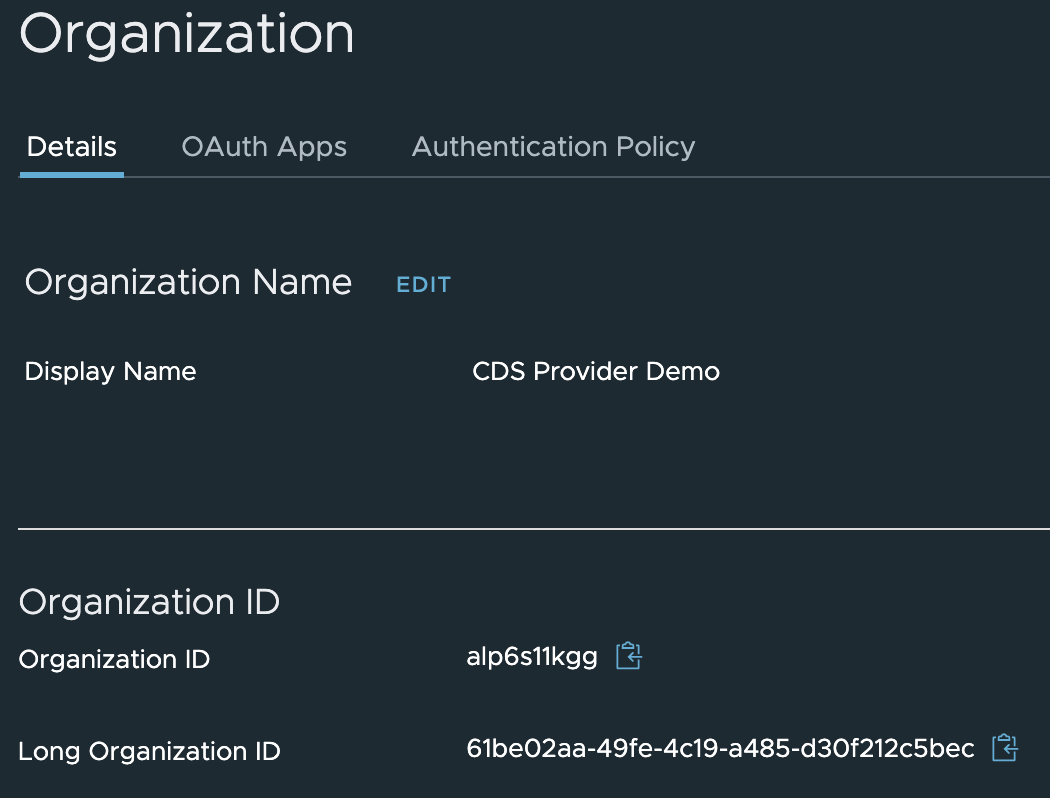 Organization
Details OAuth Apps Authentication Policy
Organization Name EDIT
Display Name CDS Provider Demo
Organization ID
Organization ID alp6s11kgg
Long Organization ID 61be02aa-49fe-4c19-a485-d30f212c5bec